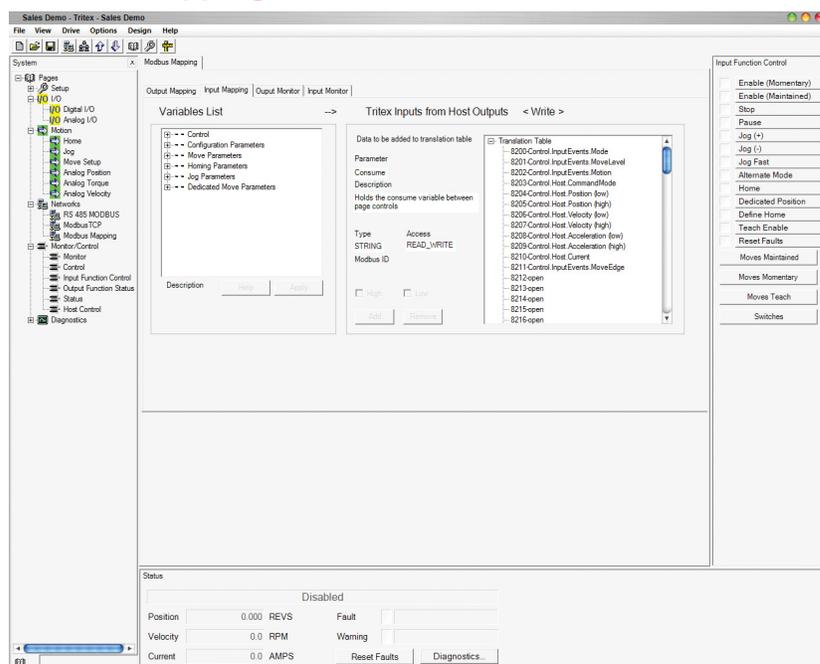 Sales Demo - Tritex - Sales Demo
File View Drive Options Design Help
System
x
Pages
Setup
I/O I/O
I/O Digital I/O
I/O Analog I/O
Motion
Home
Jog
Move Setup
Analog Position
Analog Torque
Analog Velocity
Networks
RS 485 MODBUS
ModbusTCP
Modbus Mapping
Monitor/Control
Monitor
Control
Input Function Control
Output Function Status
Status
Host Control
Diagnostics
Modbus Mapping
Output Mapping Input Mapping Ouput Monitor Input Monitor
Variables List --> Tritex Inputs from Host Outputs < Write >
Control
Configuration Parameters
Move Parameters
Homing Parameters
Jog Parameters
Dedicated Move Parameters
Description Help Apply
Data to be added to translation table
Parameter
Consume
Description
Holds the consume variable between
page controls
Type Access
STRING READ_WRITE
Modbus ID
High Low
Add Remove
Translation Table
8200-Control.InputEvents.Mode
8201-Control.InputEvents.MoveLevel
8202-Control.InputEvents.Motion
8203-Control.Host.CommandMode
8204-Control.Host.Position (low)
8205-Control.Host.Position (high)
8206-Control.Host.Velocity (low)
8207-Control.Host.Velocity (high)
8208-Control.Host.Acceleration (low)
8209-Control.Host.Acceleration (high)
8210-Control.Host.Current
8211-Control.InputEvents.MoveEdge
8212-open
8213-open
8214-open
8215-open
8216-open
Input Function Control
Enable (Momentary)
Enable (Maintained)
Stop
Pause
Jog (+)
Jog (-)
Jog Fast
Alternate Mode
Home
Dedicated Position
Define Home
Teach Enable
Reset Faults
Moves Maintained
Moves Momentary
Moves Teach
Switches
Status
Disabled
Position 0.000 REVS Fault
Velocity 0.0 RPM Warning
Current 0.0 AMPS Reset Faults Diagnostics...